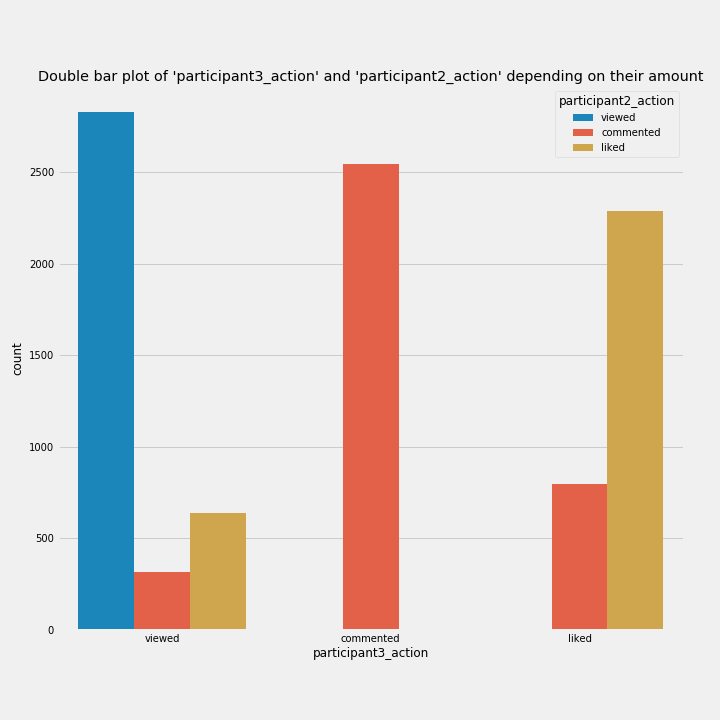 Double bar plot of 'participant3_action' and 'participant2_action' depending on their amount
participant2_action
viewed
commented
liked
2500
2000
1500
1000
500
0
count
viewed
commented
liked
participant3_action